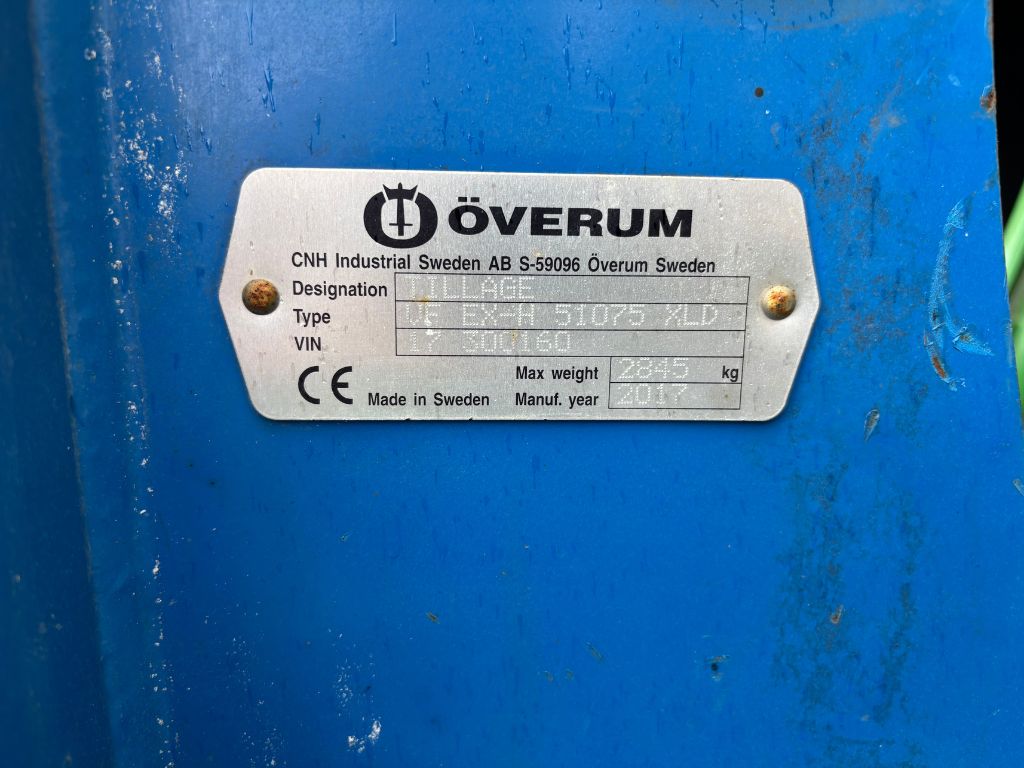 ÖVERUM
CNH Industrial Sweden AB S-59096 Överum Sweden
Designation TILLAGE
Type VF EX-H 51075 XLD
VIN 17 300160
CE Max weight 2845 kg
Made in Sweden Manuf. year 2017